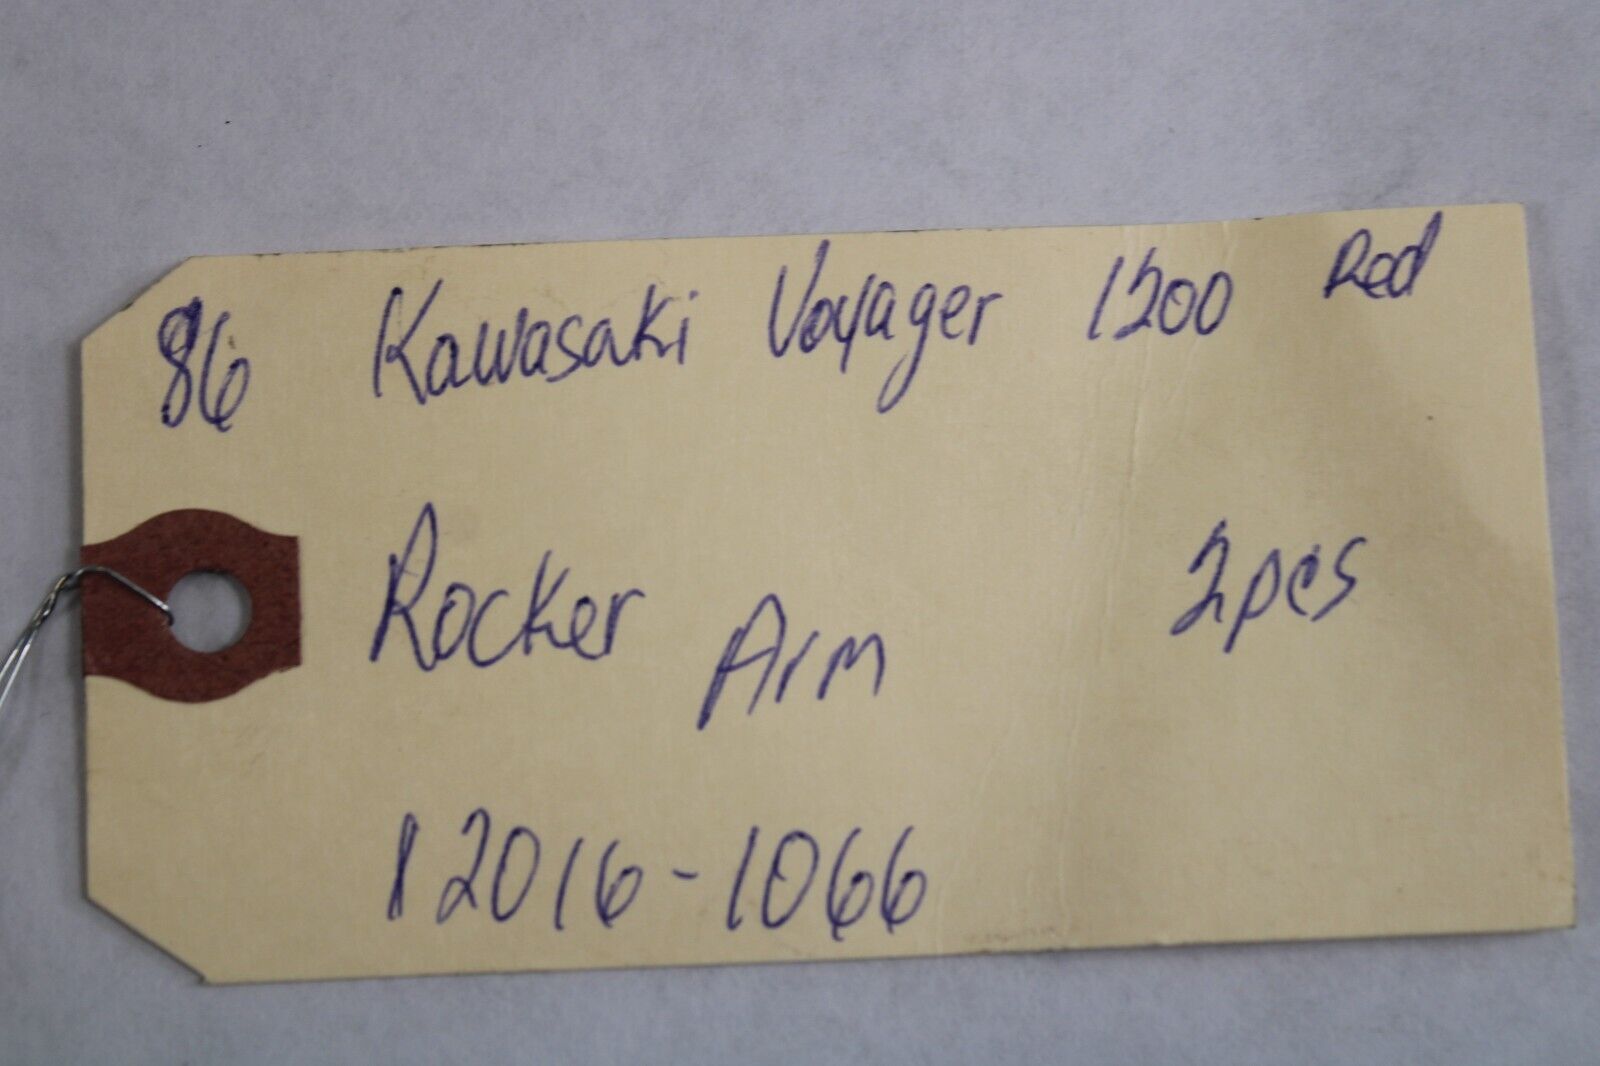 86 Kawasaki Voyager 1200 Red
Rocker Arm 2pcs
12016-1066